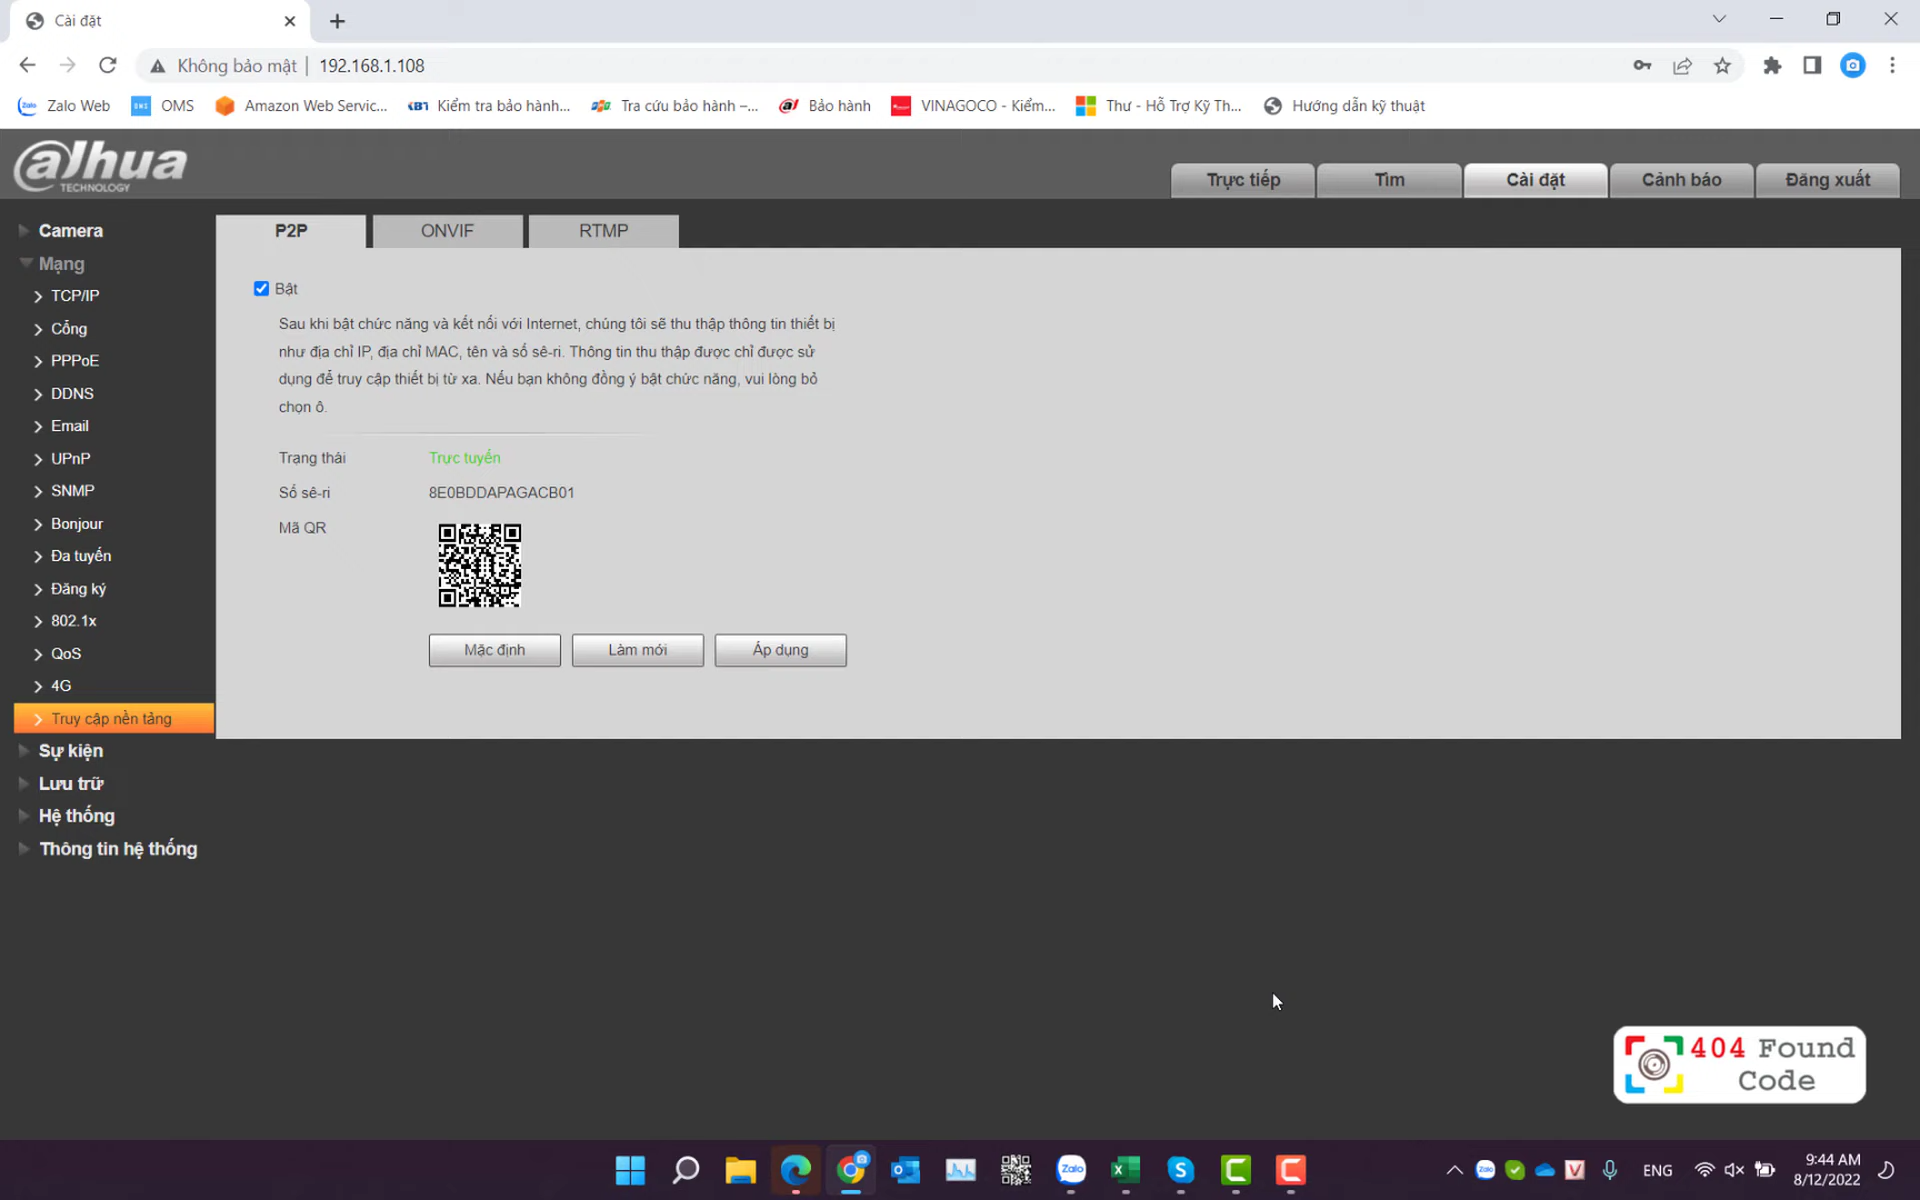 Cài đặt
Không bảo mật | 192.168.1.108
Zalo Web
OMS
Amazon Web Servic...
Kiểm tra bảo hành...
Tra cứu bảo hành –...
Bảo hành
VINAGOCO - Kiểm...
Thư - Hỗ Trợ Kỹ Th...
Hướng dẫn kỹ thuật
alhua
TECHNOLOGY
Trực tiếp
Tìm
Cài đặt
Cảnh báo
Đăng xuất
Camera
Mạng
TCP/IP
Cổng
PPPoE
DDNS
Email
UPnP
SNMP
Bonjour
Đa tuyến
Đăng ký
802.1x
QoS
4G
Truy cập nền tảng
Sự kiện
Lưu trữ
Hệ thống
Thông tin hệ thống
P2P
ONVIF
RTMP
Bật
Sau khi bật chức năng và kết nối với Internet, chúng tôi sẽ thu thập thông tin thiết bị
như địa chỉ IP, địa chỉ MAC, tên và số sê-ri. Thông tin thu thập được chỉ được sử
dụng để truy cập thiết bị từ xa. Nếu bạn không đồng ý bật chức năng, vui lòng bỏ
chọn ô.
Trạng thái
Trực tuyến
Số sê-ri
8E0BDDAPAGACB01
Mã QR
Mặc định
Làm mới
Áp dụng
404 Found
Code
Zalo
ENG
9:44 AM
8/12/2022